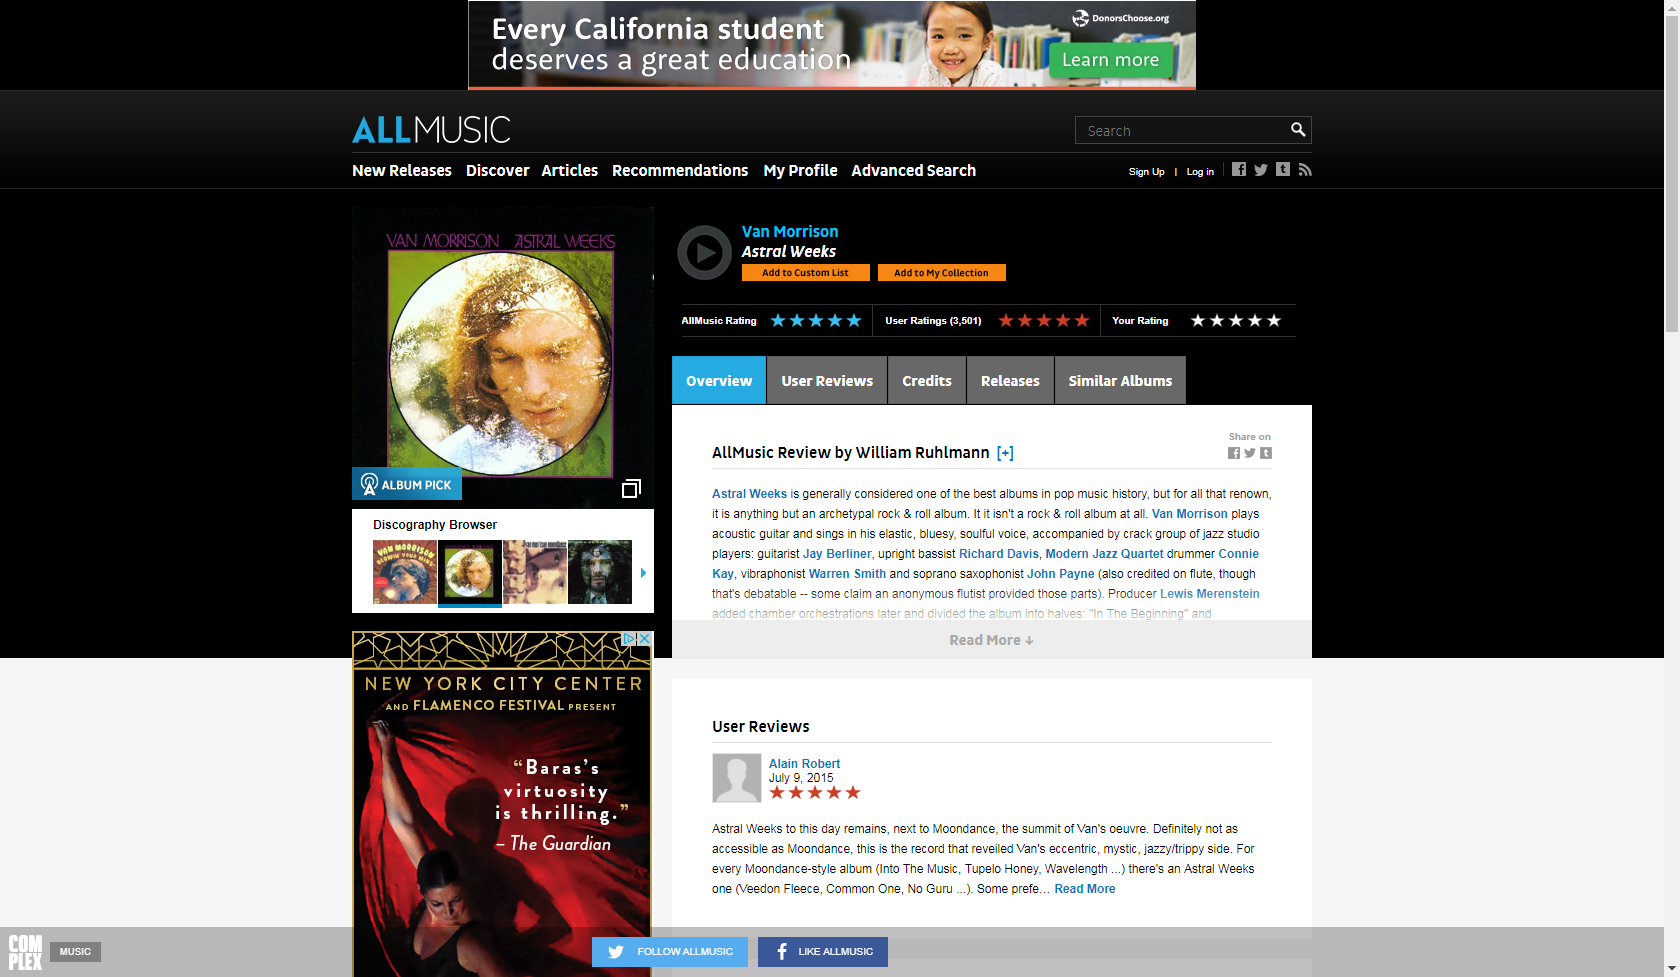 Every California student
deserves a great education
DonorsChoose.org
Learn more
ALLMUSIC
Search
New Releases Discover Articles Recommendations My Profile Advanced Search
Sign Up | Log in
VAN MORRISON ASTRAL WEEKS
ALBUM PICK
Discography Browser
Van Morrison
Astral Weeks
Add to Custom List Add to My Collection
AllMusic Rating User Ratings (3,501) Your Rating
Overview User Reviews Credits Releases Similar Albums
Share on
AllMusic Review by William Ruhlmann [+]
Astral Weeks is generally considered one of the best albums in pop music history, but for all that renown,
it is anything but an archetypal rock & roll album. It it isn't a rock & roll album at all. Van Morrison plays
acoustic guitar and sings in his elastic, bluesy, soulful voice, accompanied by crack group of jazz studio
players: guitarist Jay Berliner, upright bassist Richard Davis, Modern Jazz Quartet drummer Connie
Kay, vibraphonist Warren Smith and soprano saxophonist John Payne (also credited on flute, though
that's debatable -- some claim an anonymous flutist provided those parts). Producer Lewis Merenstein
added chamber orchestrations later and divided the album into halves: "In The Beginning" and
Read More ↓
NEW YORK CITY CENTER
AND FLAMENCO FESTIVAL PRESENT
“Baras’s
virtuosity
is thrilling.”
– The Guardian
User Reviews
Alain Robert
July 9, 2015
Astral Weeks to this day remains, next to Moondance, the summit of Van's oeuvre. Definitely not as
accessible as Moondance, this is the record that reveiled Van's eccentric, mystic, jazzy/trippy side. For
every Moondance-style album (Into The Music, Tupelo Honey, Wavelength ...) there's an Astral Weeks
one (Veedon Fleece, Common One, No Guru ...). Some prefe... Read More
COMPLEX
MUSIC
FOLLOW ALLMUSIC
LIKE ALLMUSIC